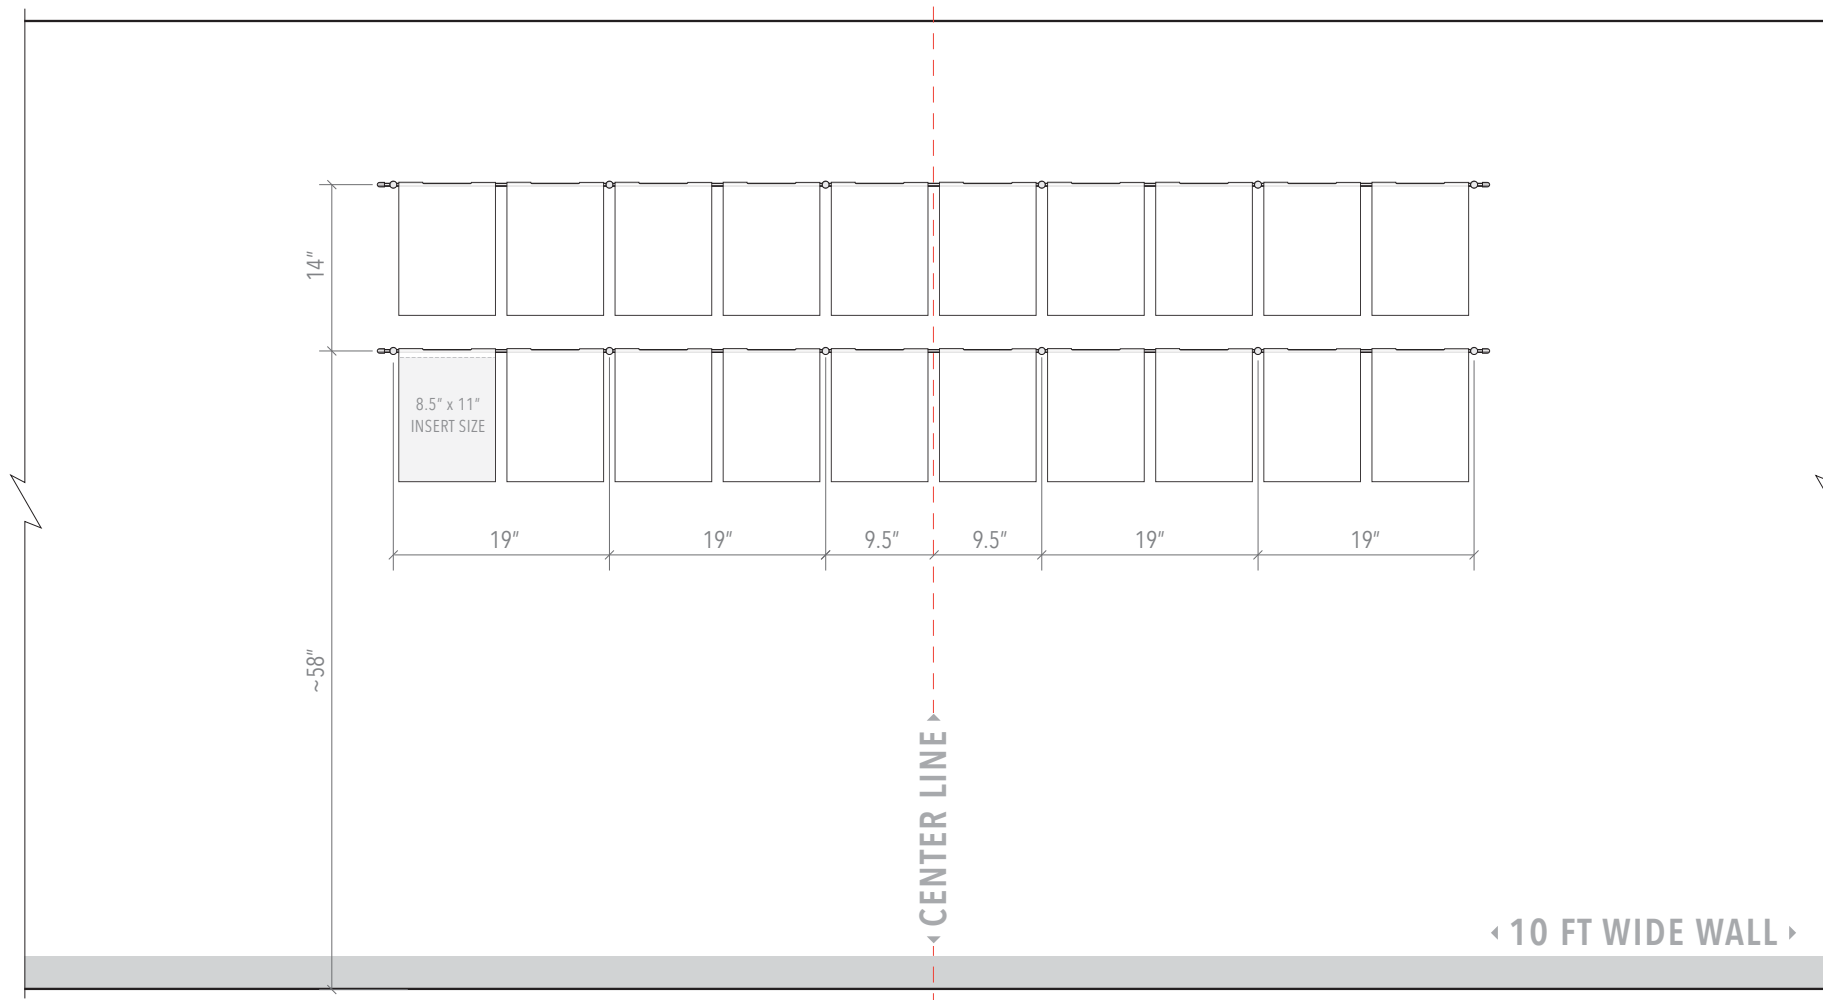 14″
8.5″ x 11″
INSERT SIZE
19″ 19″ 9.5″ 9.5″ 19″ 19″
~58″
CENTER LINE
10 FT WIDE WALL